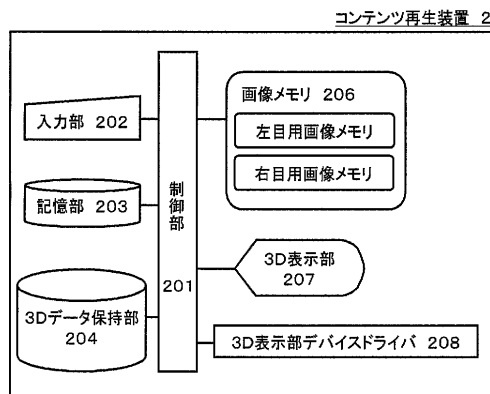 コンテンツ再生装置 2
入力部 202
記憶部 203
3Dデータ保持部
204
制御部
201
画像メモリ 206
左目用画像メモリ
右目用画像メモリ
3D表示部
207
3D表示部デバイスドライバ 208